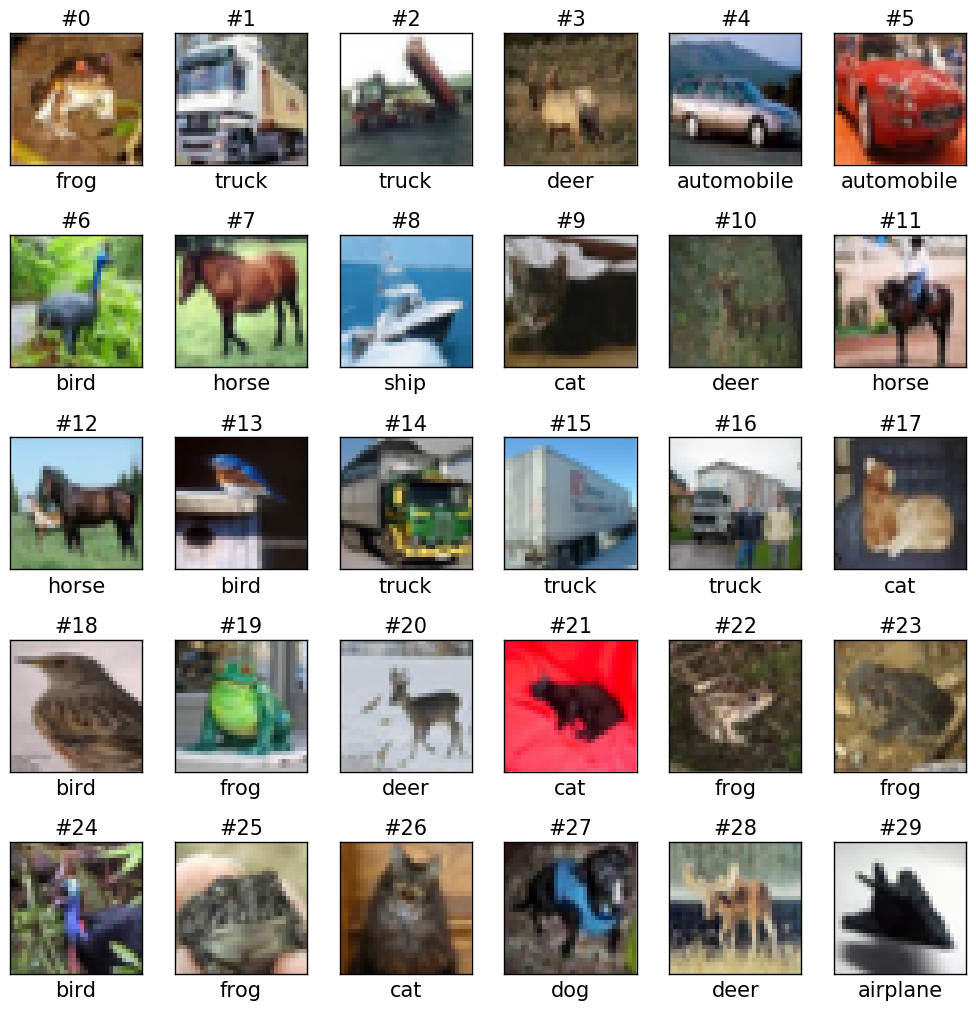 #0 #1 #2 #3 #4 #5
frog truck truck deer automobile automobile
#6 #7 #8 #9 #10 #11
bird horse ship cat deer horse
#12 #13 #14 #15 #16 #17
horse bird truck truck truck cat
#18 #19 #20 #21 #22 #23
bird frog deer cat frog frog
#24 #25 #26 #27 #28 #29
bird frog cat dog deer airplane